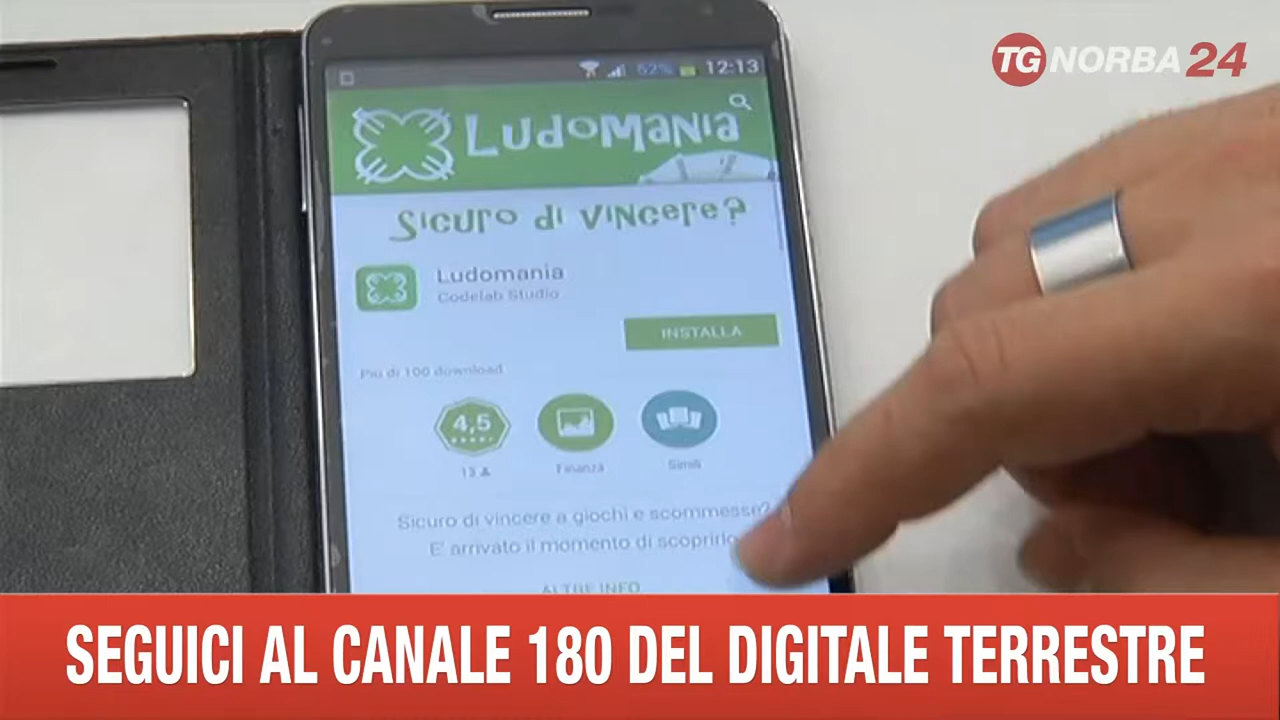 TG NORBA 24
52% 12:13
LudoMania
Sicuro di vincere?
Ludomania
Codelab Studio
INSTALLA
Più di 100 download
4,5
13
Finanza
Simili
Sicuro di vincere a giochi e scommesse?
E' arrivato il momento di scoprirlo
ALTRE INFO
SEGUICI AL CANALE 180 DEL DIGITALE TERRESTRE